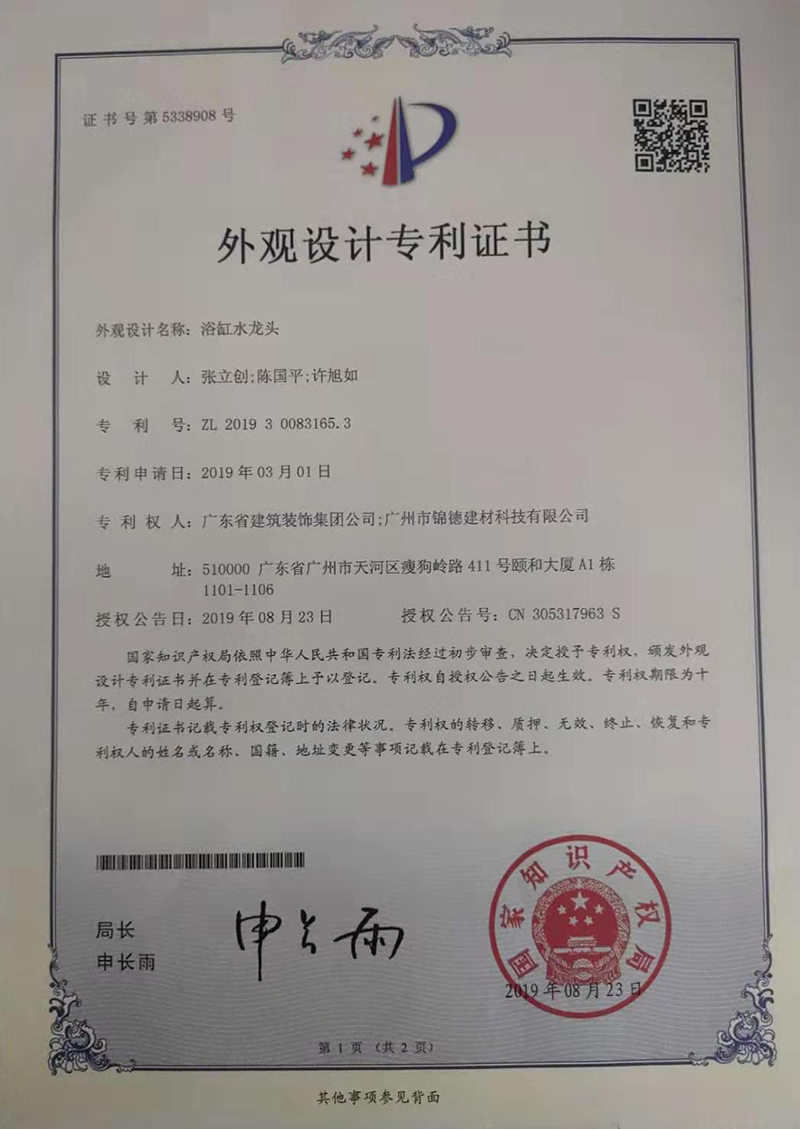 证书号第5338908号
外观设计专利证书
外观设计名称：浴缸水龙头
设计人：张立创;陈国平;许旭如
专利号：ZL 2019 3 0083165.3
专利申请日：2019年03月01日
专利权人：广东省建筑装饰集团公司;广州市锦德建材科技有限公司
地址：510000 广东省广州市天河区瘦狗岭路411号颐和大厦A1栋
1101-1106
授权公告日：2019年08月23日 授权公告号：CN 305317963 S
国家知识产权局依照中华人民共和国专利法经过初步审查，决定授予专利权，颁发外观
设计专利证书并在专利登记簿上予以登记。专利权自授权公告之日起生效。专利权期限为十
年，自申请日起算。
专利证书记载专利权登记时的法律状况。专利权的转移、质押、无效、终止、恢复和专
利权人的姓名或名称、国籍、地址变更等事项记载在专利登记簿上。
局长
申长雨
申长雨
国家知识产权局
2019年08月23日
第1页（共2页）
其他事项参见背面